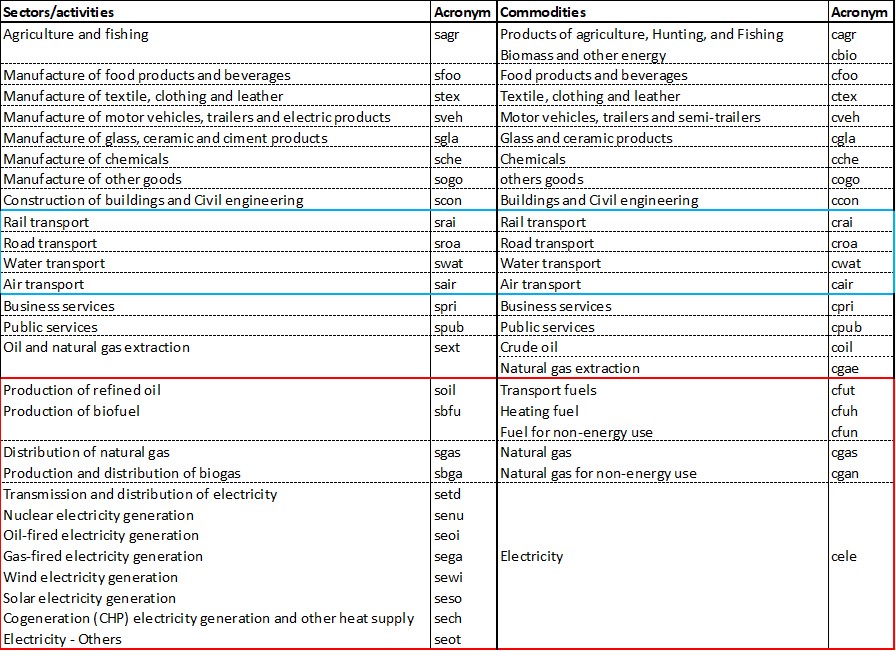 Sectors/activities Acronym Commodities Acronym
Agriculture and fishing sagr Products of agriculture, Hunting, and Fishing cagr
Biomass and other energy cbio
Manufacture of food products and beverages sfoo Food products and beverages cfoo
Manufacture of textile, clothing and leather stex Textile, clothing and leather ctex
Manufacture of motor vehicles, trailers and electric products sveh Motor vehicles, trailers and semi-trailers cveh
Manufacture of glass, ceramic and ciment products sgla Glass and ceramic products cgla
Manufacture of chemicals sche Chemicals cche
Manufacture of other goods sogo others goods cogo
Construction of buildings and Civil engineering scon Buildings and Civil engineering ccon
Rail transport srai Rail transport crai
Road transport sroa Road transport croa
Water transport swat Water transport cwat
Air transport sair Air transport cair
Business services spri Business services cpri
Public services spub Public services cpub
Oil and natural gas extraction sext Crude oil coil
Natural gas extraction cgae
Production of refined oil soil Transport fuels cfut
Production of biofuel sbfu Heating fuel cfuh
Fuel for non-energy use cfun
Distribution of natural gas sgas Natural gas cgas
Production and distribution of biogas sbga Natural gas for non-energy use cgan
Transmission and distribution of electricity setd
Nuclear electricity generation senu
Oil-fired electricity generation seoi
Gas-fired electricity generation sega Electricity cele
Wind electricity generation sewi
Solar electricity generation seso
Cogeneration (CHP) electricity generation and other heat supply sech
Electricity - Others seot